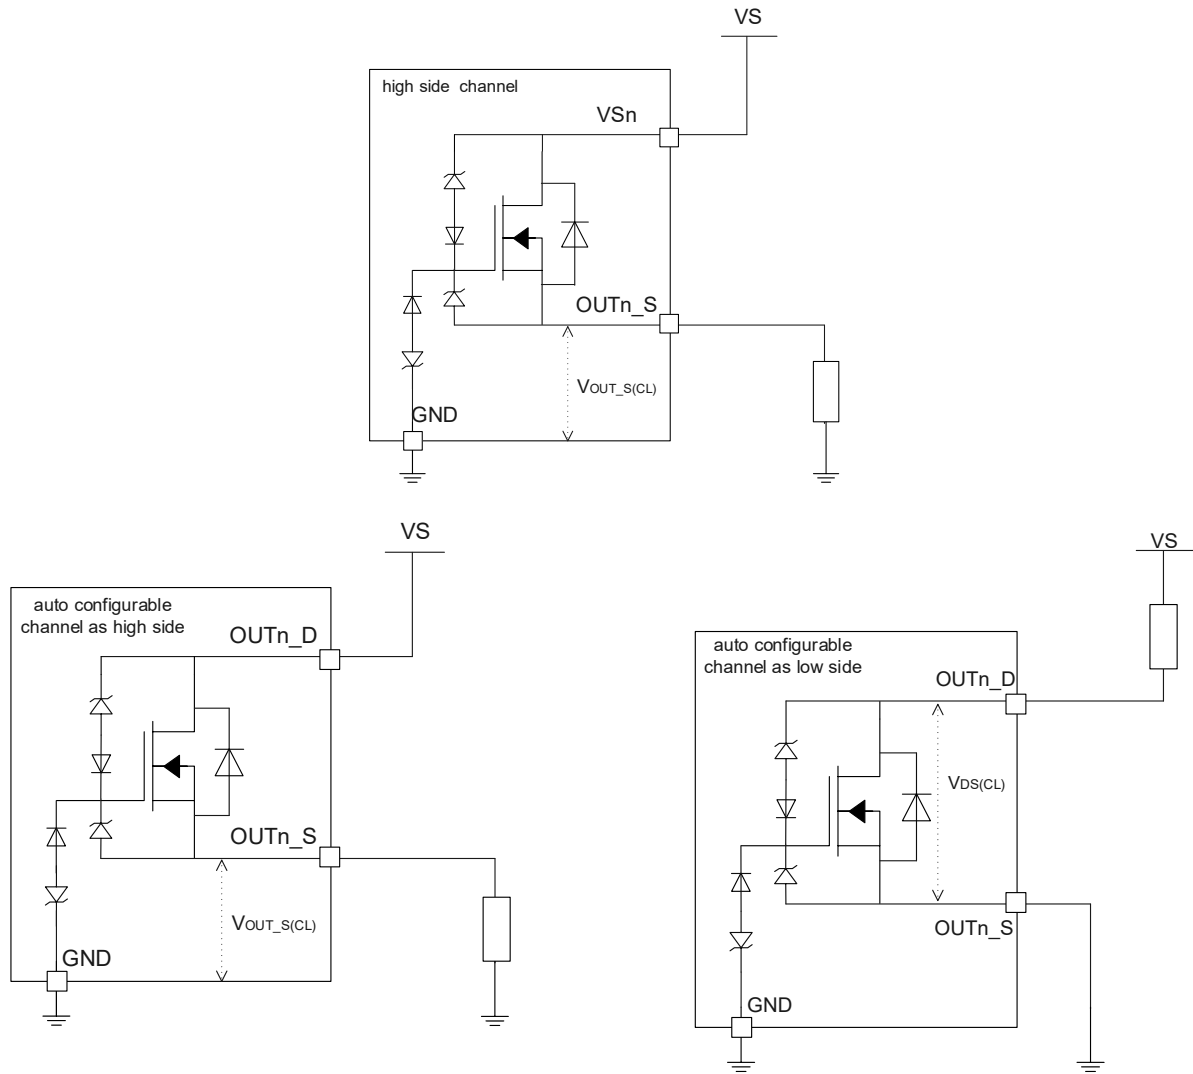 VS
high side channel
VSn
OUTn_S
VOUT_S(CL)
GND
VS
auto configurable
channel as high side
OUTn_D
OUTn_S
VOUT_S(CL)
GND
VS
auto configurable
channel as low side
OUTn_D
VDS(CL)
OUTn_S
GND